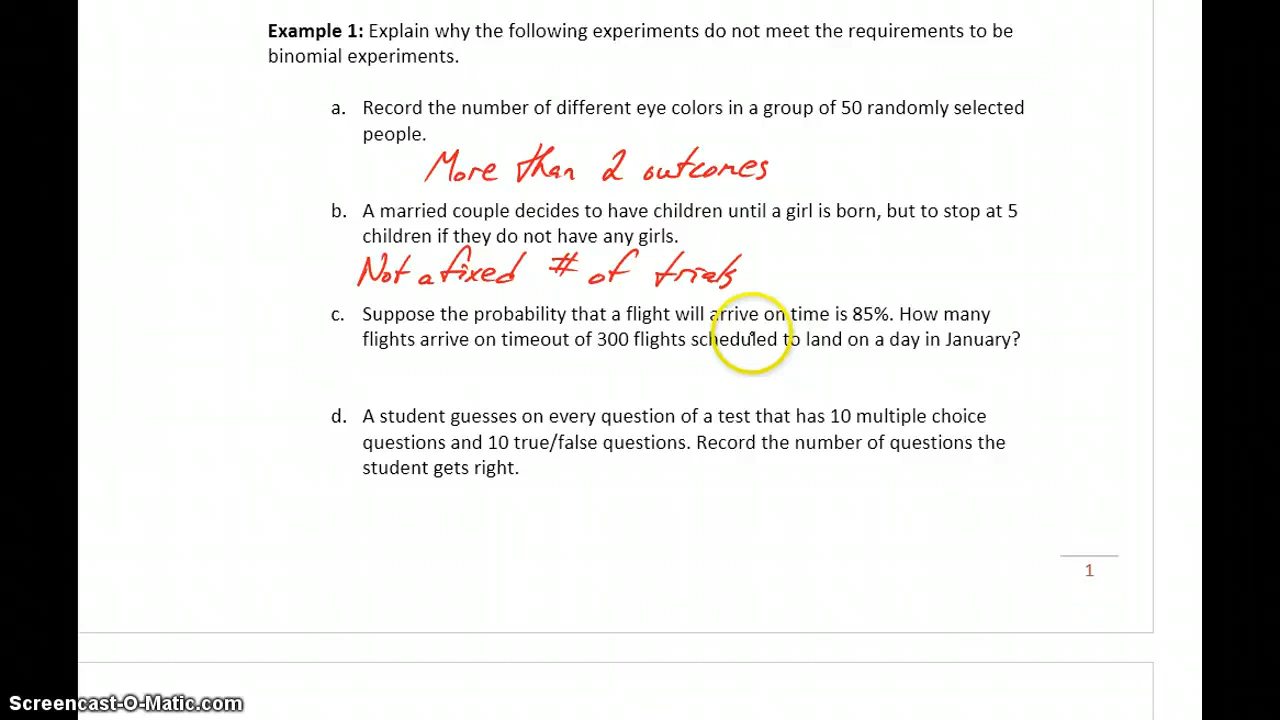 Example 1: Explain why the following experiments do not meet the requirements to be
binomial experiments.
a. Record the number of different eye colors in a group of 50 randomly selected
people.
More than 2 outcomes
b. A married couple decides to have children until a girl is born, but to stop at 5
children if they do not have any girls.
Not a fixed # of trials
c. Suppose the probability that a flight will arrive on time is 85%. How many
flights arrive on timeout of 300 flights scheduled to land on a day in January?
d. A student guesses on every question of a test that has 10 multiple choice
questions and 10 true/false questions. Record the number of questions the
student gets right.
1
Screencast-O-Matic.com